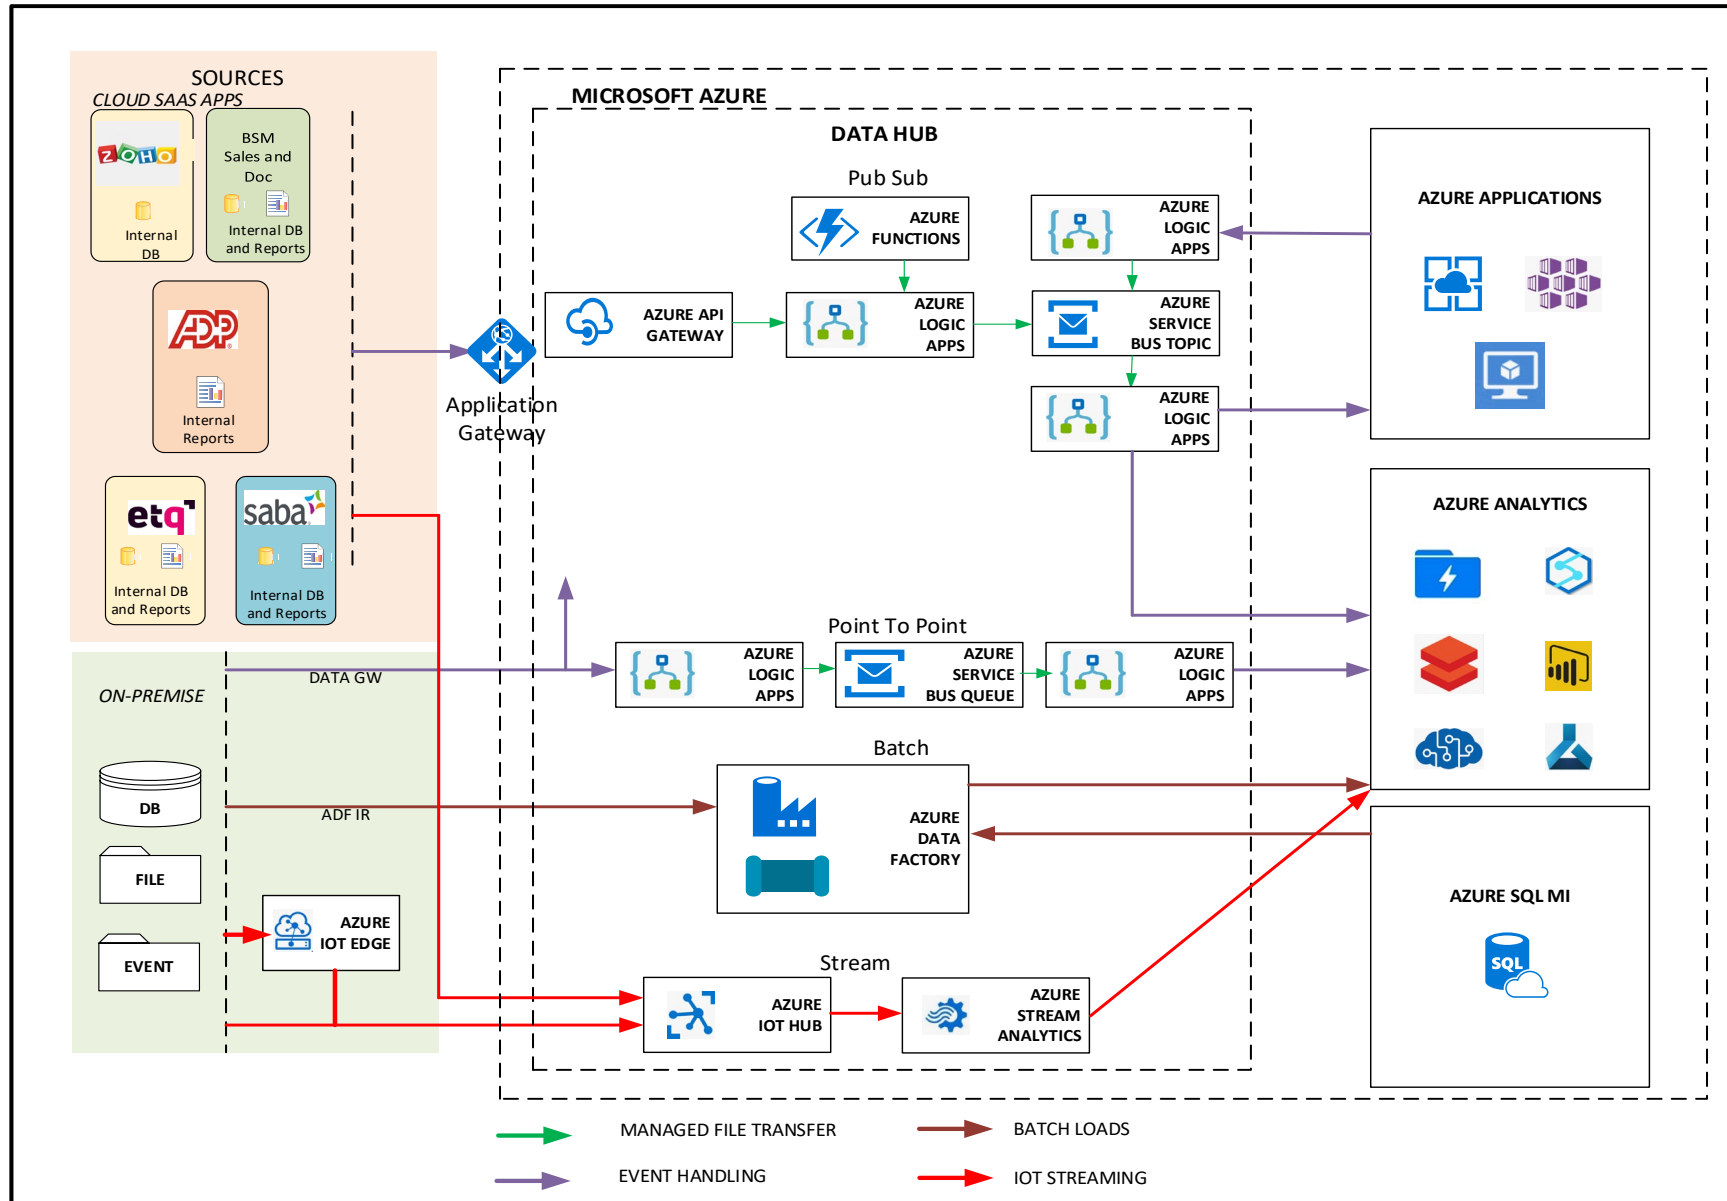 SOURCES
CLOUD SAAS APPS
ZOHO
Internal
DB
BSM
Sales and
Doc
Internal DB
and Reports
ADP
Internal
Reports
etq
Internal DB
and Reports
saba
Internal DB
and Reports
ON-PREMISE
DB
FILE
EVENT
DATA GW
ADF IR
AZURE
IOT EDGE
Application
Gateway
MICROSOFT AZURE
DATA HUB
Pub Sub
AZURE
FUNCTIONS
AZURE
LOGIC
APPS
AZURE API
GATEWAY
AZURE
LOGIC
APPS
AZURE
SERVICE
BUS TOPIC
AZURE
LOGIC
APPS
Point To Point
AZURE
LOGIC
APPS
AZURE
SERVICE
BUS QUEUE
AZURE
LOGIC
APPS
Batch
AZURE
DATA
FACTORY
Stream
AZURE
IOT HUB
AZURE
STREAM
ANALYTICS
AZURE APPLICATIONS
AZURE ANALYTICS
AZURE SQL MI
SQL
MANAGED FILE TRANSFER
BATCH LOADS
EVENT HANDLING
IOT STREAMING